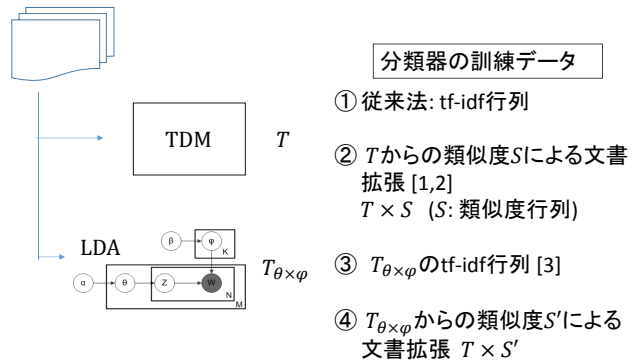 分類器の訓練データ
① 従来法: tf-idf行列
TDM T
② Tからの類似度Sによる文書
拡張 [1,2]
T × S (S: 類似度行列)
LDA
β φ K
T_{θ×φ}
α θ Z W N M
③ T_{θ×φ}のtf-idf行列 [3]
④ T_{θ×φ}からの類似度S′による
文書拡張 T × S′